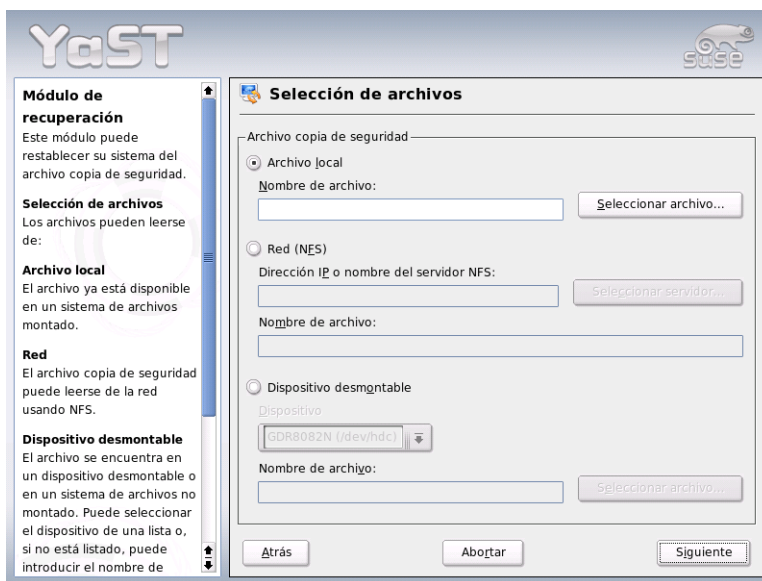 YaST
suse
Módulo de
recuperación
Este módulo puede
restablecer su sistema del
archivo copia de seguridad.
Selección de archivos
Los archivos pueden leerse
de:
Archivo local
El archivo ya está disponible
en un sistema de archivos
montado.
Red
El archivo copia de seguridad
puede leerse de la red
usando NFS.
Dispositivo desmontable
El archivo se encuentra en
un dispositivo desmontable o
en un sistema de archivos no
montado. Puede seleccionar
el dispositivo de una lista o,
si no está listado, puede
introducir el nombre de
Selección de archivos
Archivo copia de seguridad
Archivo local
Nombre de archivo:
Seleccionar archivo...
Red (NFS)
Dirección IP o nombre del servidor NFS:
Seleccionar servidor...
Nombre de archivo:
Dispositivo desmontable
Dispositivo
GDR8082N (/dev/hdc)
Nombre de archivo:
Seleccionar archivo...
Atrás
Abortar
Siguiente